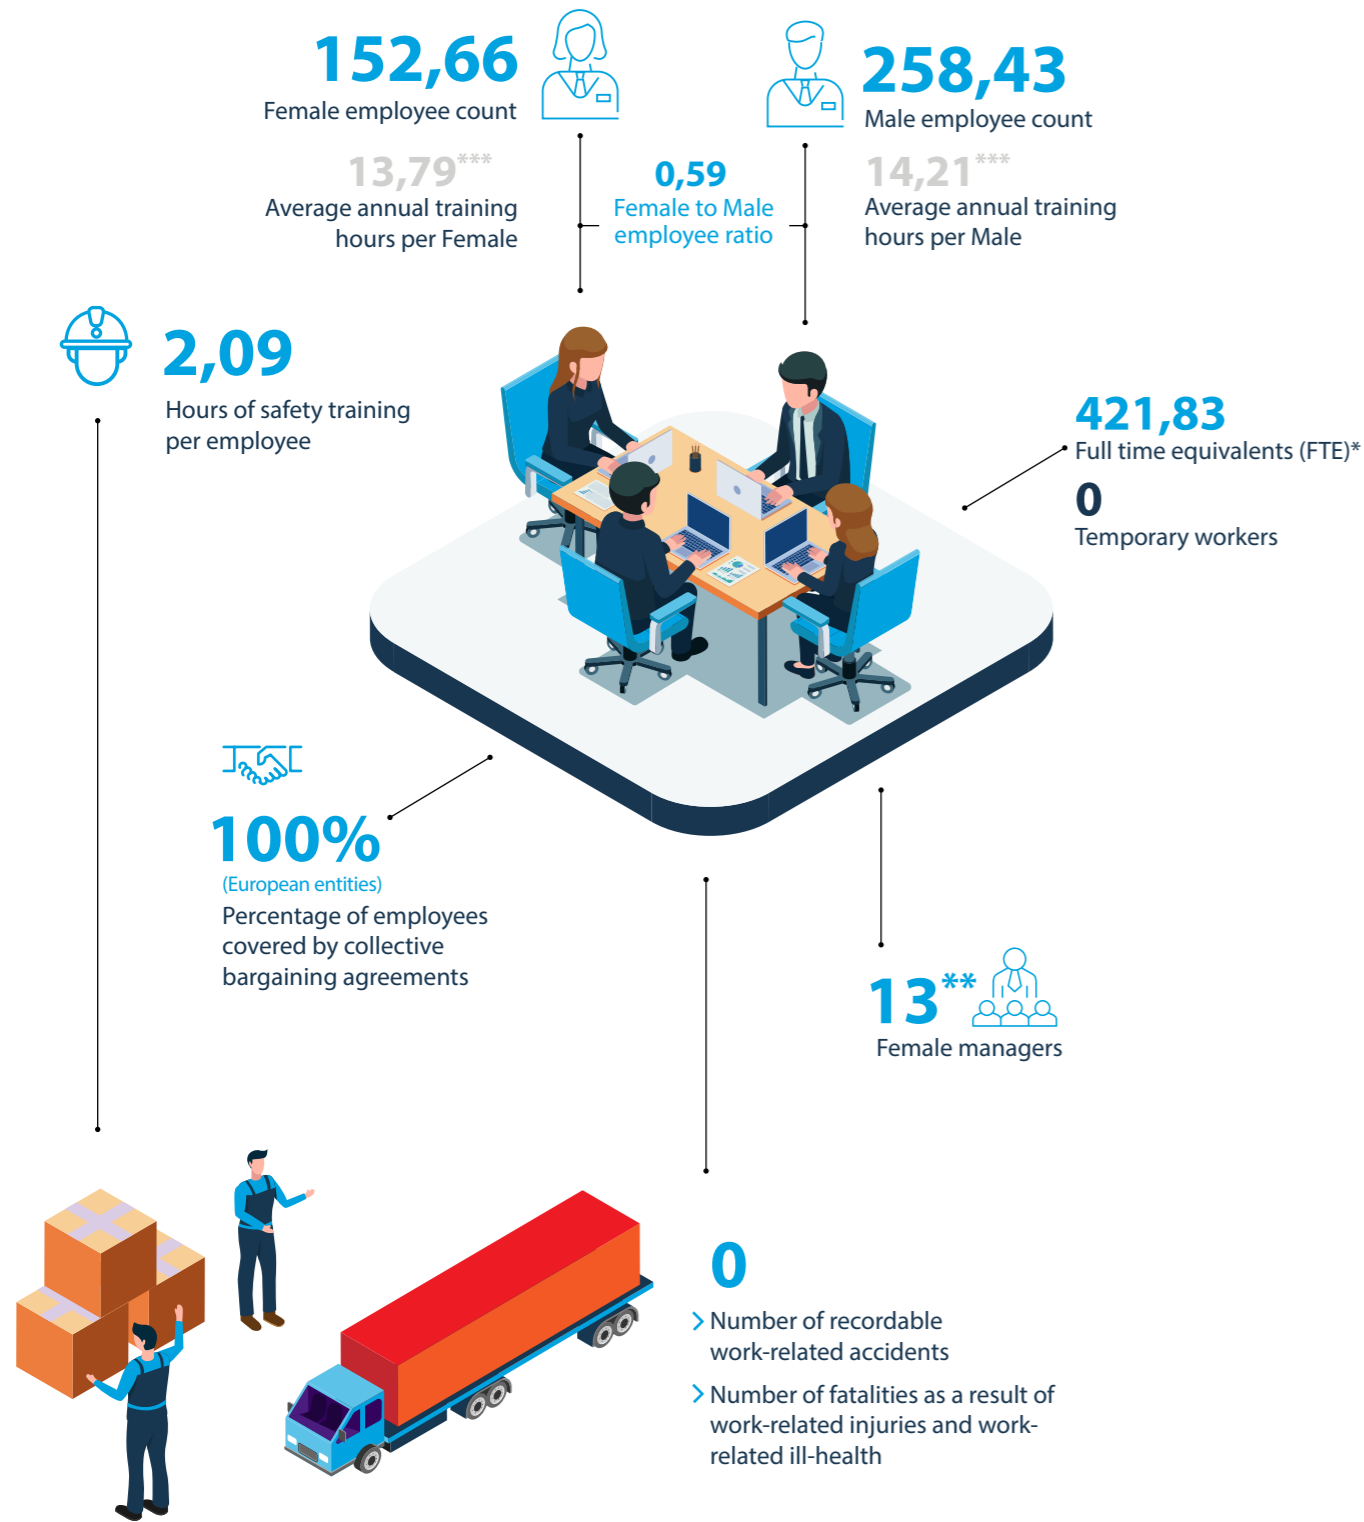 152,66
Female employee count
13,79***
Average annual training
hours per Female
0,59
Female to Male
employee ratio
258,43
Male employee count
14,21***
Average annual training
hours per Male
2,09
Hours of safety training
per employee
421,83
Full time equivalents (FTE)*
0
Temporary workers
100%
(European entities)
Percentage of employees
covered by collective
bargaining agreements
13**
Female managers
0
Number of recordable
work-related accidents
Number of fatalities as a result of
work-related injuries and work-
related ill-health